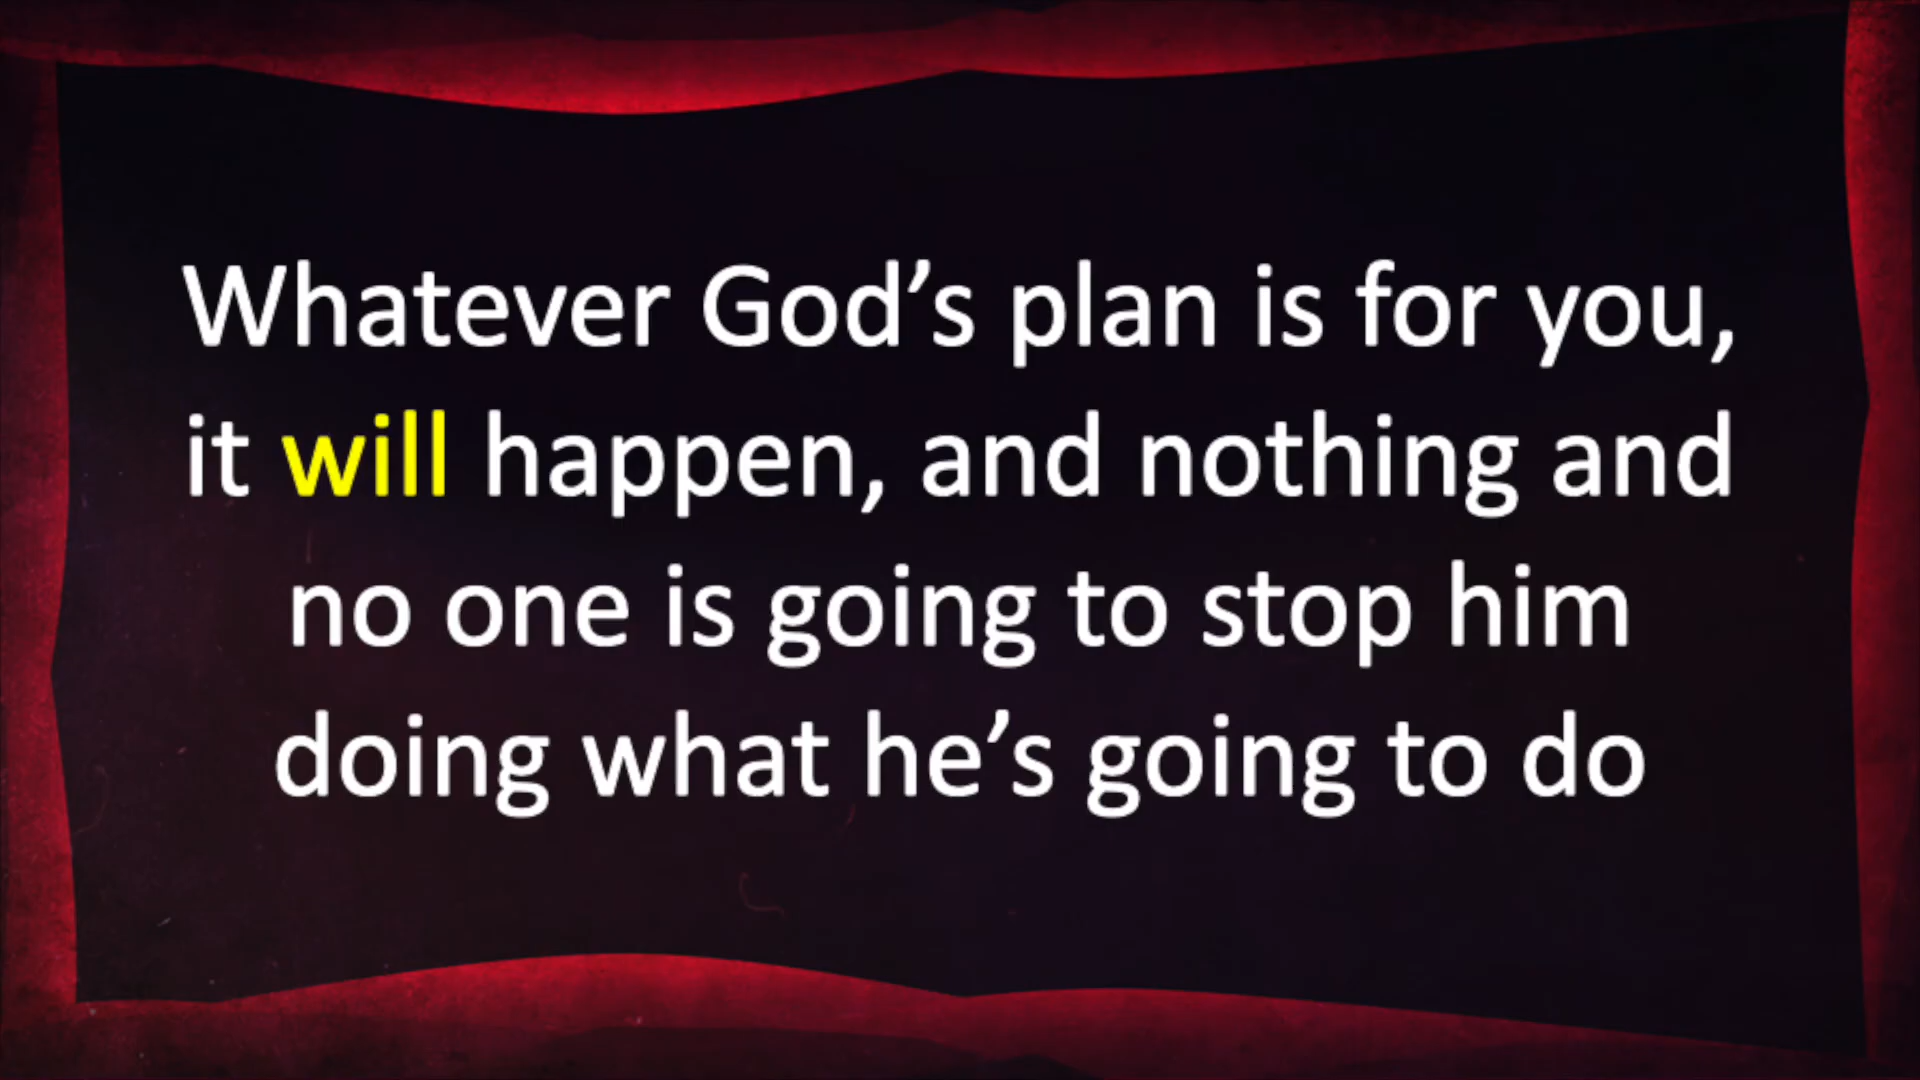 Whatever God’s plan is for you,
it will happen, and nothing and
no one is going to stop him
doing what he’s going to do